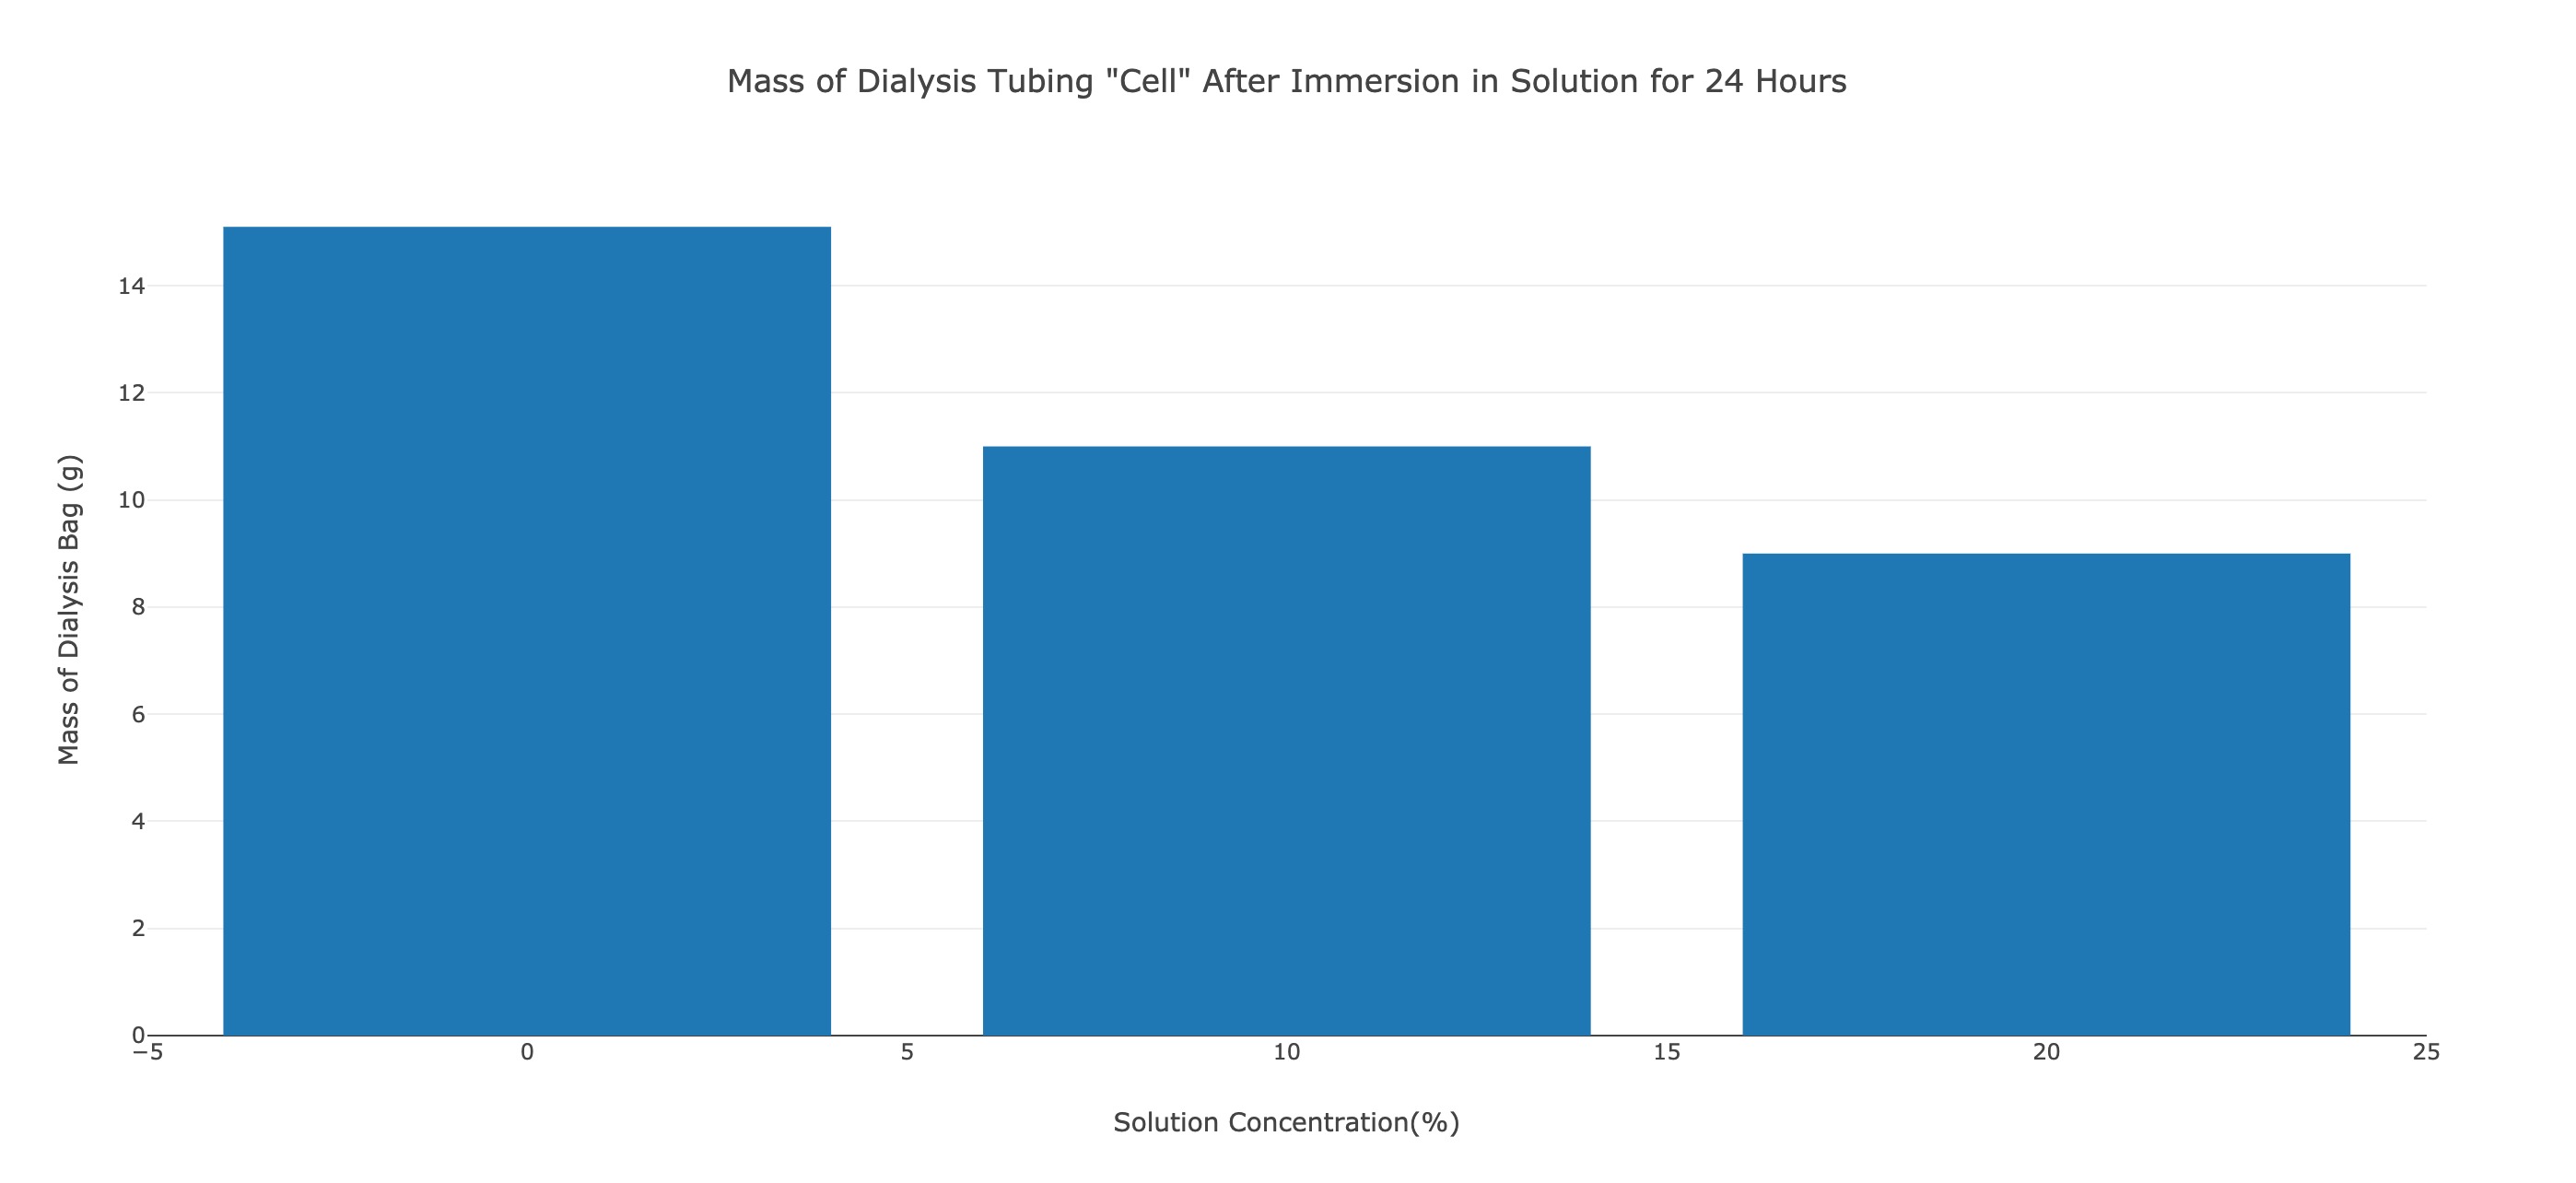 Mass of Dialysis Tubing "Cell" After Immersion in Solution for 24 Hours
Mass of Dialysis Bag (g)
14
12
10
8
6
4
2
0
−5 0 5 10 15 20 25
Solution Concentration(%)